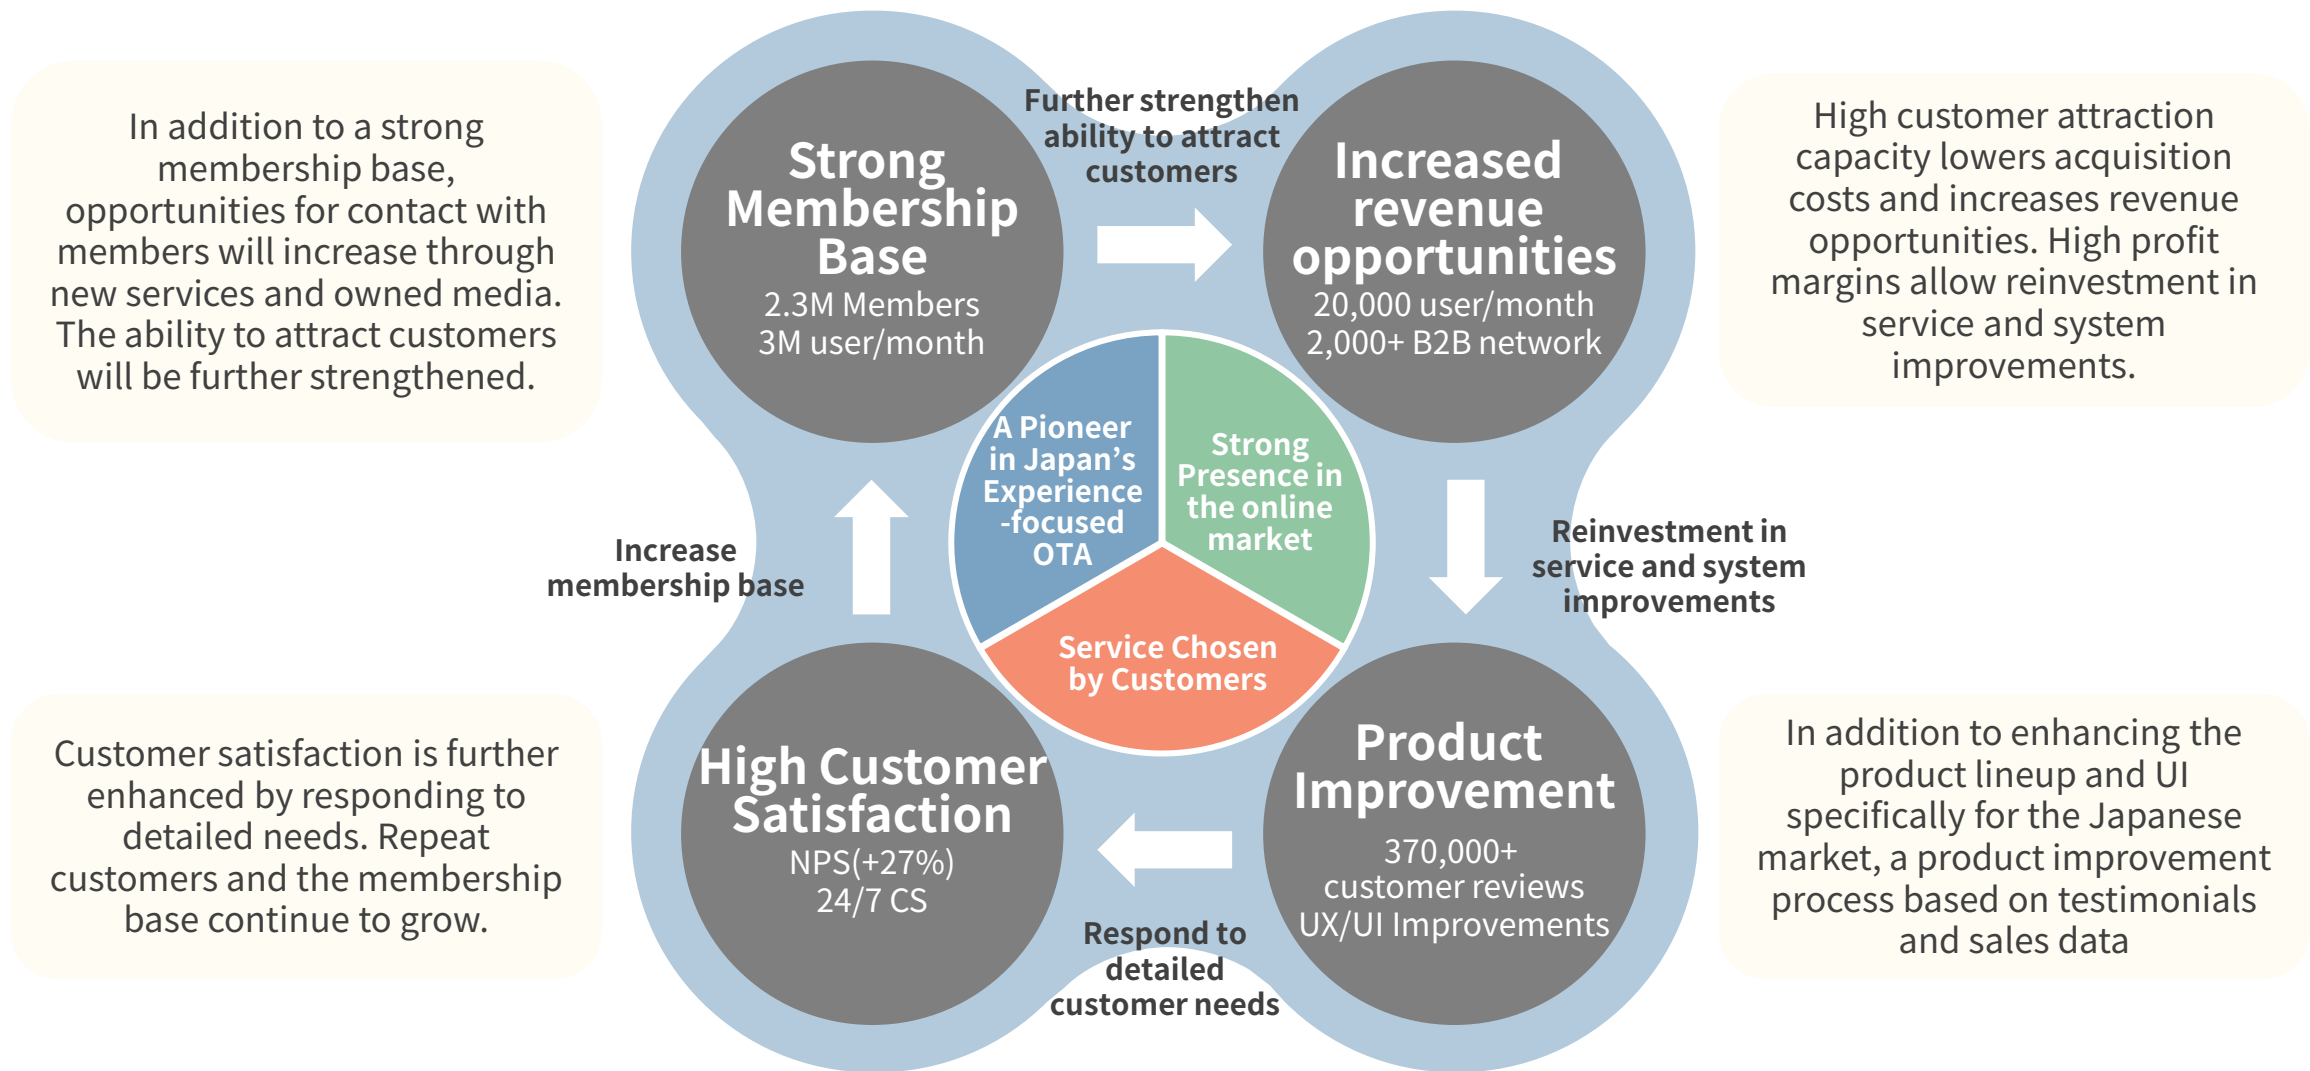 In addition to a strong
membership base,
opportunities for contact with
members will increase through
new services and owned media.
The ability to attract customers
will be further strengthened.
Strong
Membership
Base
2.3M Members
3M user/month
Further strengthen
ability to attract
customers
Increased
revenue
opportunities
20,000 user/month
2,000+ B2B network
High customer attraction
capacity lowers acquisition
costs and increases revenue
opportunities. High profit
margins allow reinvestment in
service and system
improvements.
A Pioneer
in Japan’s
Experience
-focused
OTA
Strong
Presence in
the online
market
Service Chosen
by Customers
Increase
membership base
Reinvestment in
service and system
improvements
Customer satisfaction is further
enhanced by responding to
detailed needs. Repeat
customers and the membership
base continue to grow.
High Customer
Satisfaction
NPS(+27%)
24/7 CS
Respond to
detailed
customer needs
Product
Improvement
370,000+
customer reviews
UX/UI Improvements
In addition to enhancing the
product lineup and UI
specifically for the Japanese
market, a product improvement
process based on testimonials
and sales data